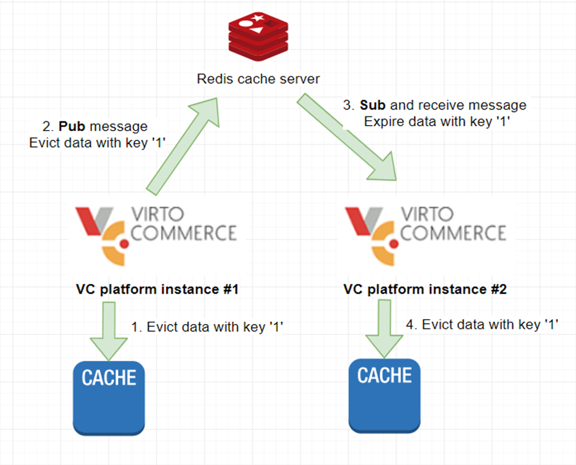 Redis cache server
2. Pub message
Evict data with key '1'
3. Sub and receive message
Expire data with key '1'
VIRTO
COMMERCE
VIRTO
COMMERCE
VC platform instance #1
VC platform instance #2
1. Evict data with key '1'
4. Evict data with key '1'
CACHE
CACHE